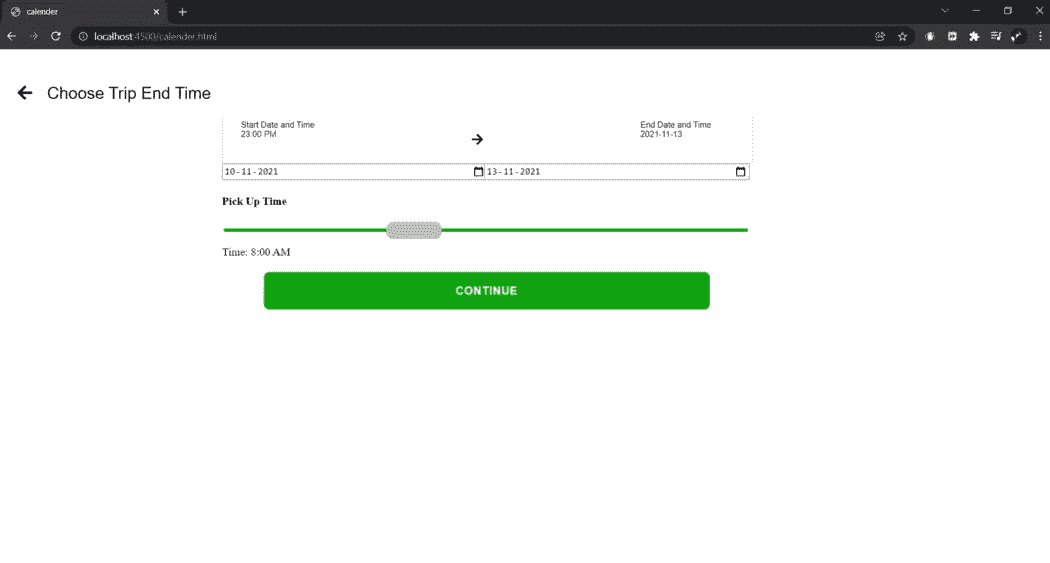 calender
localhost:4500/calender.html
Choose Trip End Time
Start Date and Time
23:00 PM
End Date and Time
2021-11-13
10-11-2021
13-11-2021
Pick Up Time
Time: 8:00 AM
CONTINUE